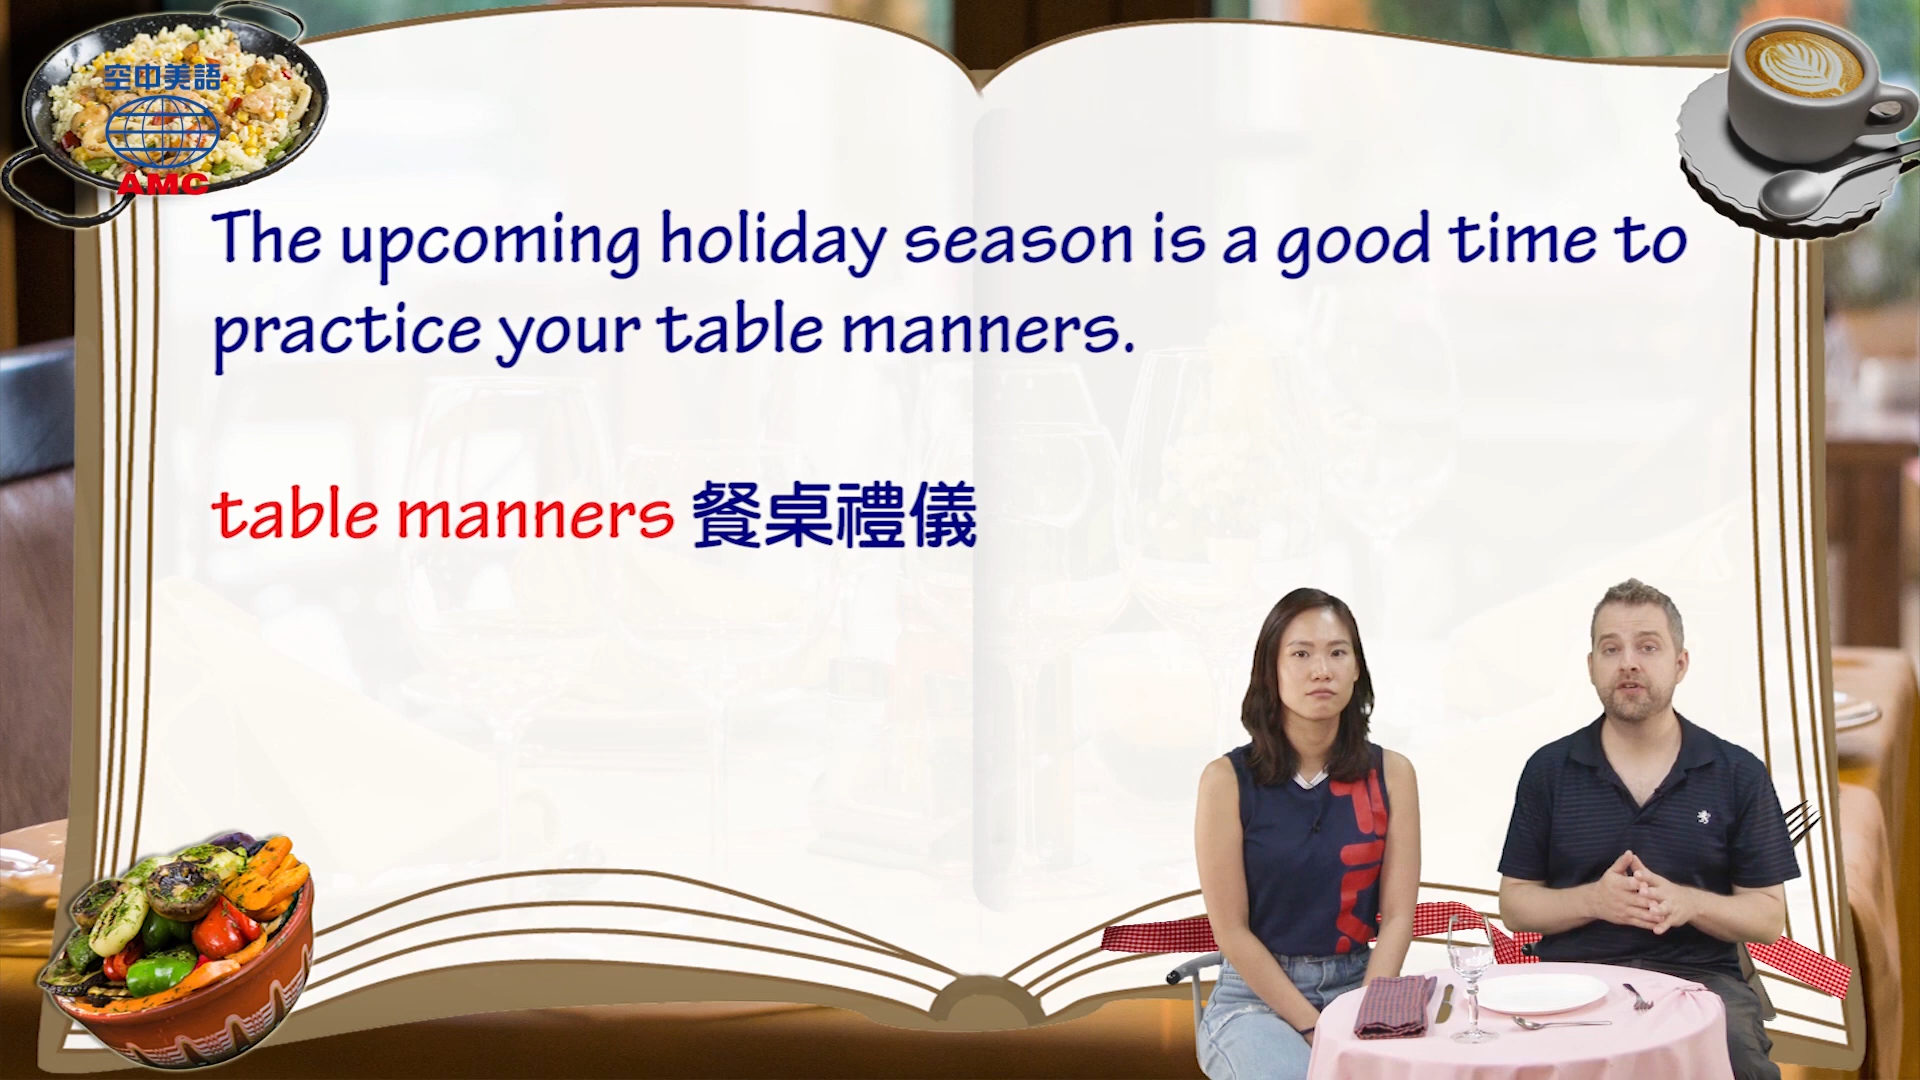 空中美語
AMC
The upcoming holiday season is a good time to
practice your table manners.
table manners 餐桌禮儀
FILA